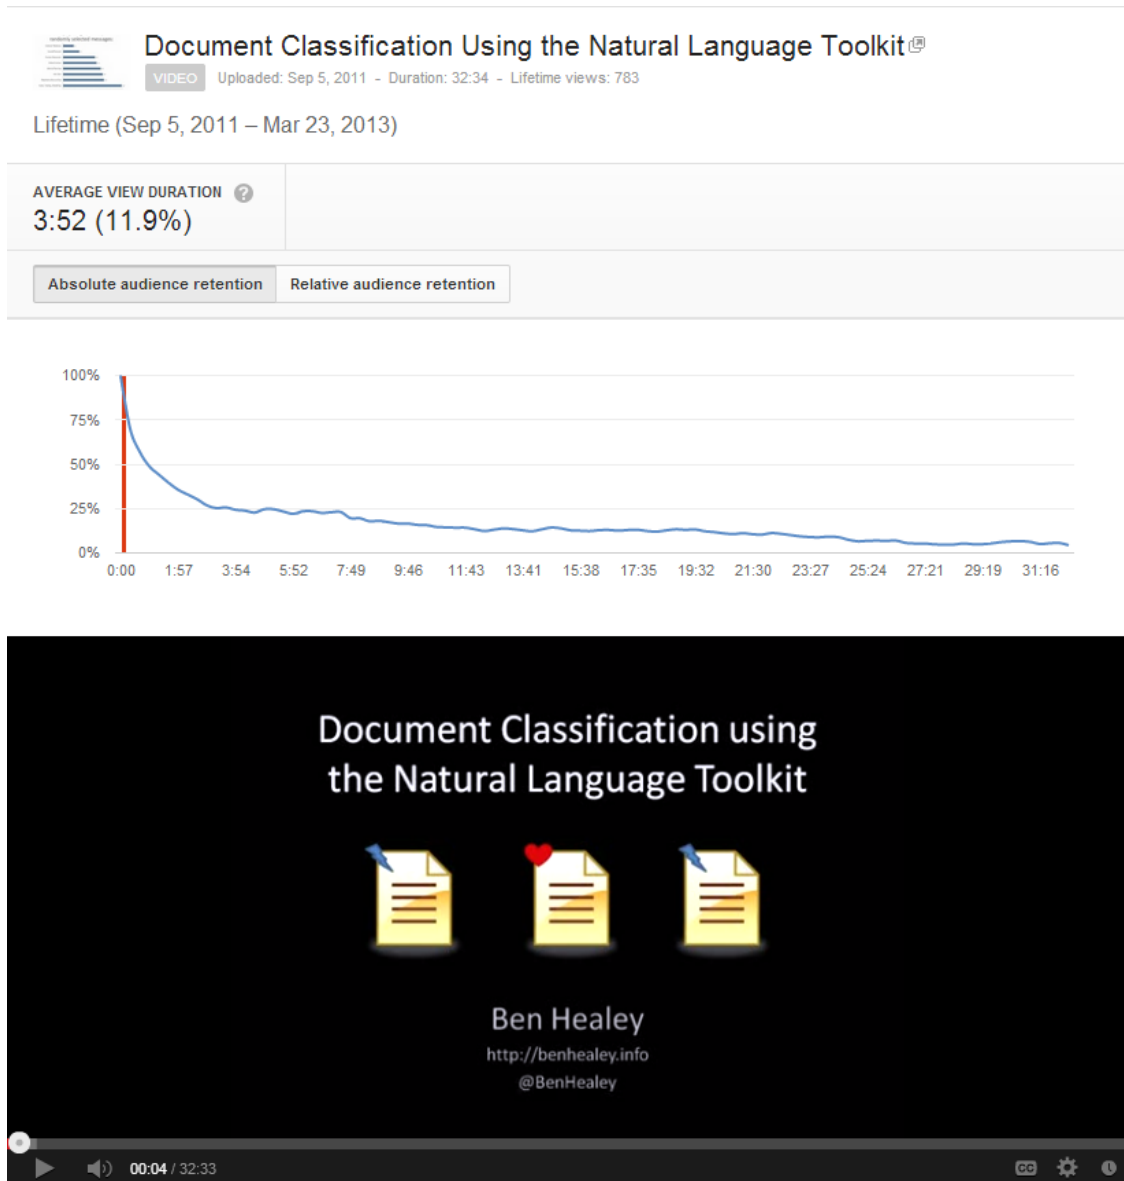 Document Classification Using the Natural Language Toolkit
VIDEO Uploaded: Sep 5, 2011 - Duration: 32:34 - Lifetime views: 783
Lifetime (Sep 5, 2011 – Mar 23, 2013)
AVERAGE VIEW DURATION ?
3:52 (11.9%)
Absolute audience retention Relative audience retention
100%
75%
50%
25%
0%
0:00 1:57 3:54 5:52 7:49 9:46 11:43 13:41 15:38 17:35 19:32 21:30 23:27 25:24 27:21 29:19 31:16
Document Classification using
the Natural Language Toolkit
Ben Healey
http://benhealey.info
@BenHealey
00:04 / 32:33 CC